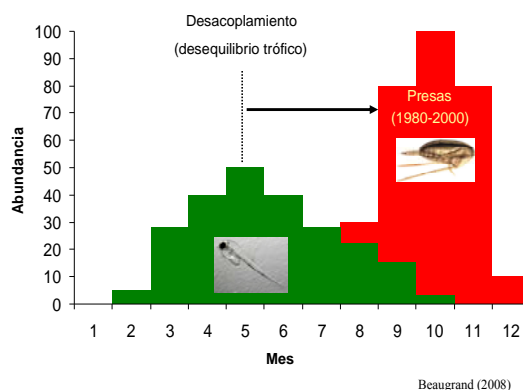 Desacoplamiento
(desequilibrio trófico)
Presas
(1980-2000)
Abundancia
100
90
80
70
60
50
40
30
20
10
0
1 2 3 4 5 6 7 8 9 10 11 12
Mes
Beaugrand (2008)